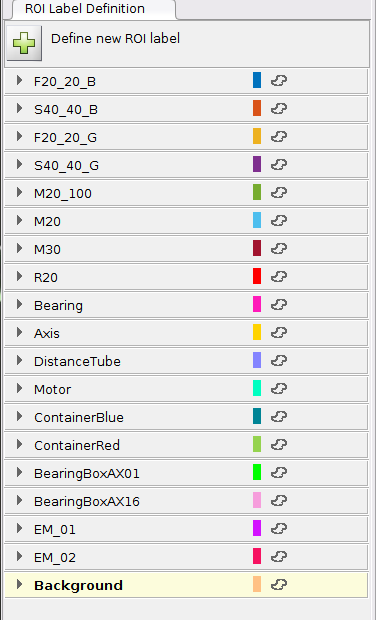 ROI Label Definition
Define new ROI label
F20_20_B
S40_40_B
F20_20_G
S40_40_G
M20_100
M20
M30
R20
Bearing
Axis
DistanceTube
Motor
ContainerBlue
ContainerRed
BearingBoxAX01
BearingBoxAX16
EM_01
EM_02
Background